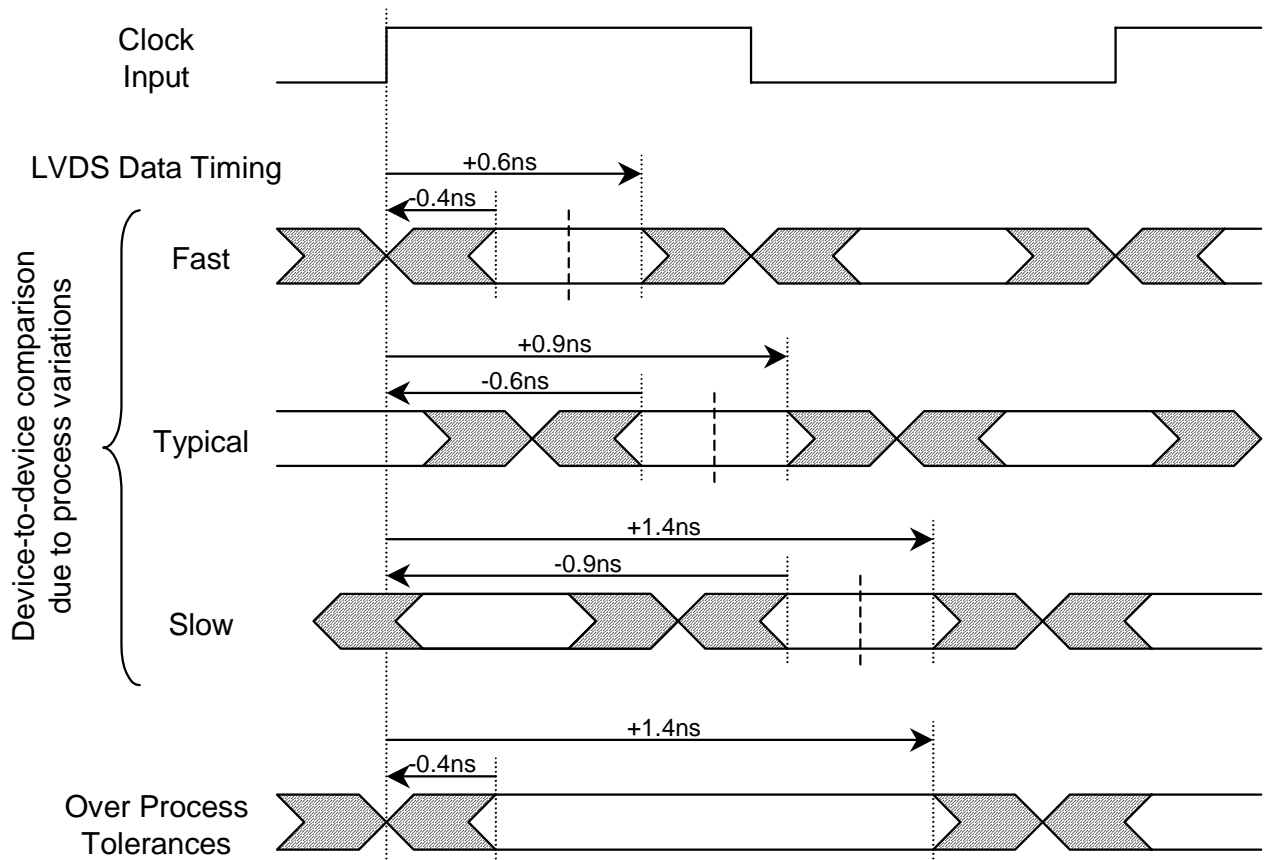 Clock
Input
LVDS Data Timing
+0.6ns
-0.4ns
Fast
+0.9ns
-0.6ns
Typical
+1.4ns
-0.9ns
Slow
Device-to-device comparison
due to process variations
+1.4ns
-0.4ns
Over Process
Tolerances